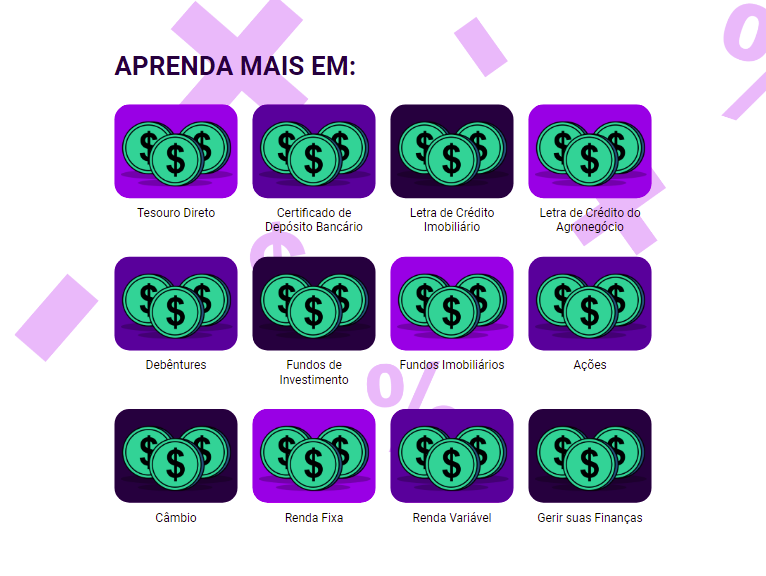 APRENDA MAIS EM:
Tesouro Direto
Certificado de
Depósito Bancário
Letra de Crédito
Imobiliário
Letra de Crédito do
Agronegócio
Debêntures
Fundos de
Investimento
Fundos Imobiliários
Ações
Câmbio
Renda Fixa
Renda Variável
Gerir suas Finanças